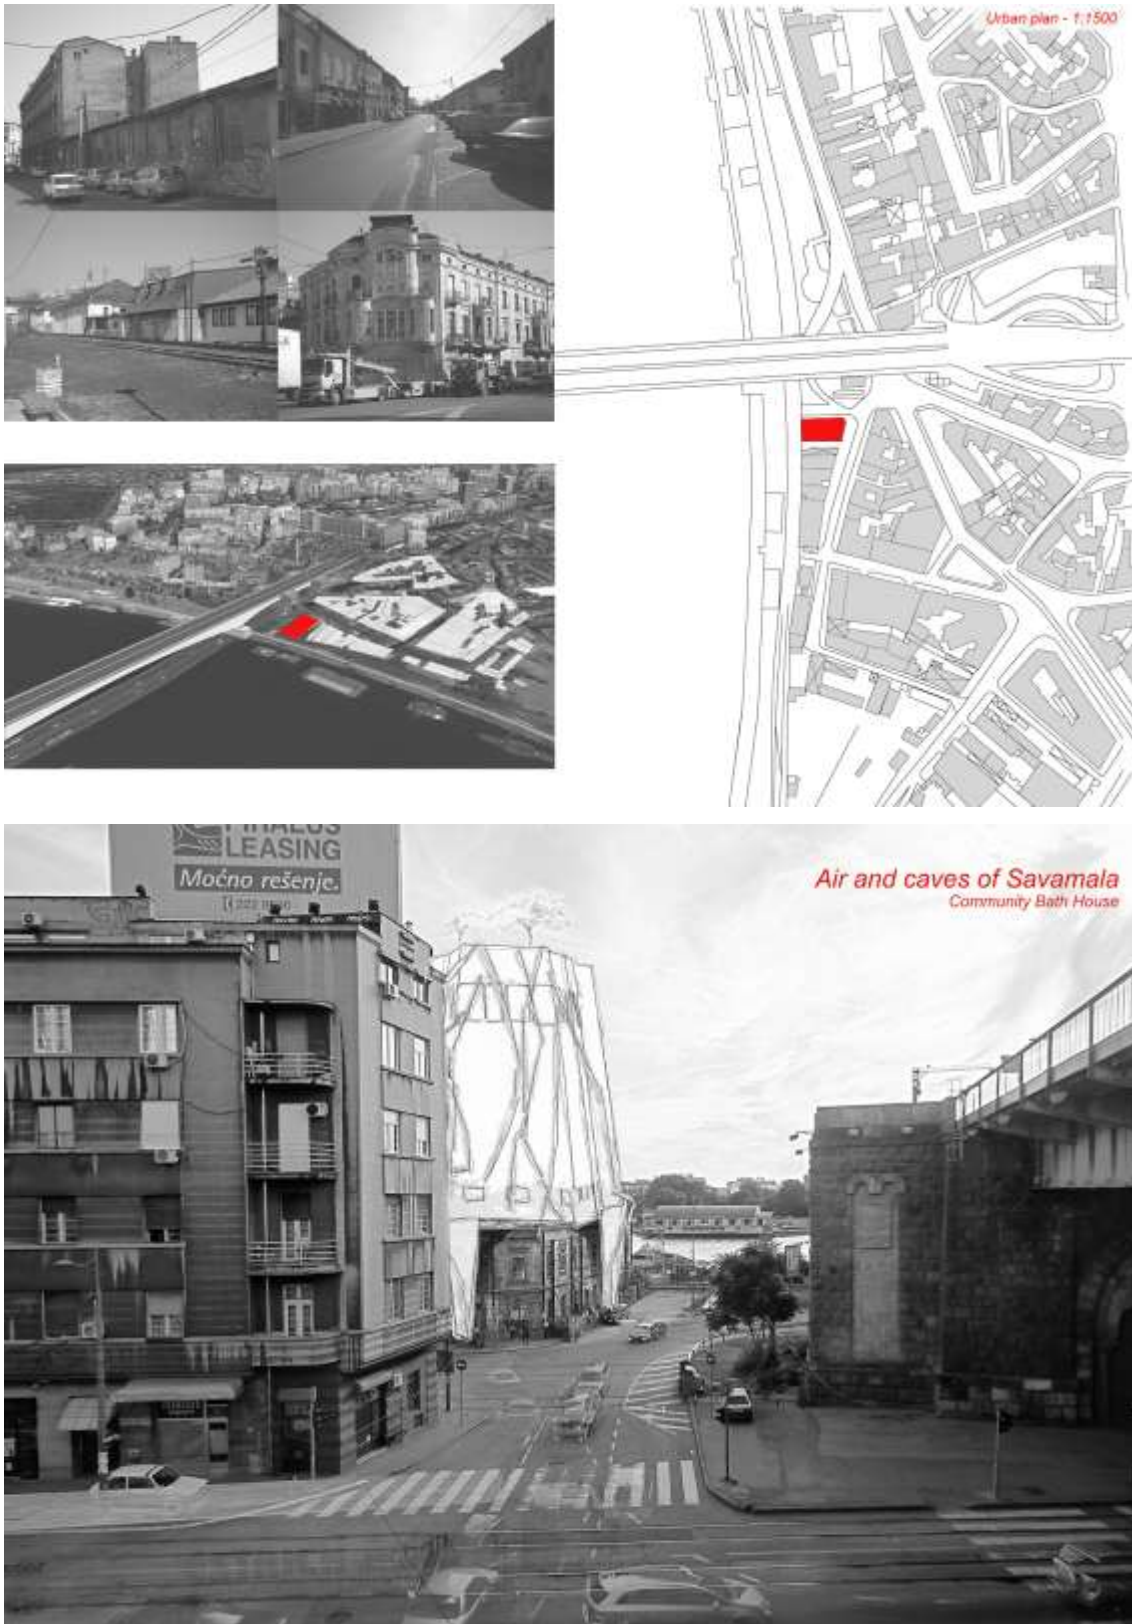 Urban plan - 1:1500
LEASING
Moćno rešenje.
Air and caves of Savamala
Community Bath House